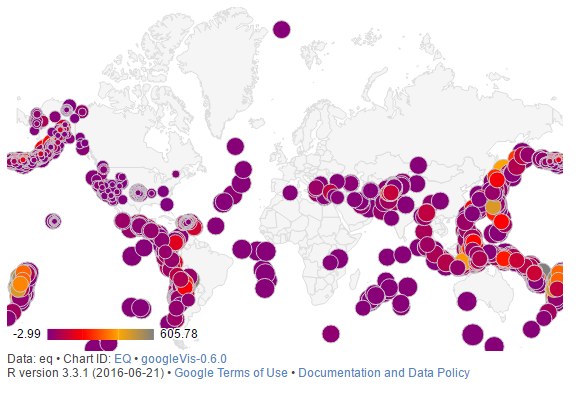 -2.99 605.78
Data: eq • Chart ID: EQ • googleVis-0.6.0
R version 3.3.1 (2016-06-21) • Google Terms of Use • Documentation and Data Policy